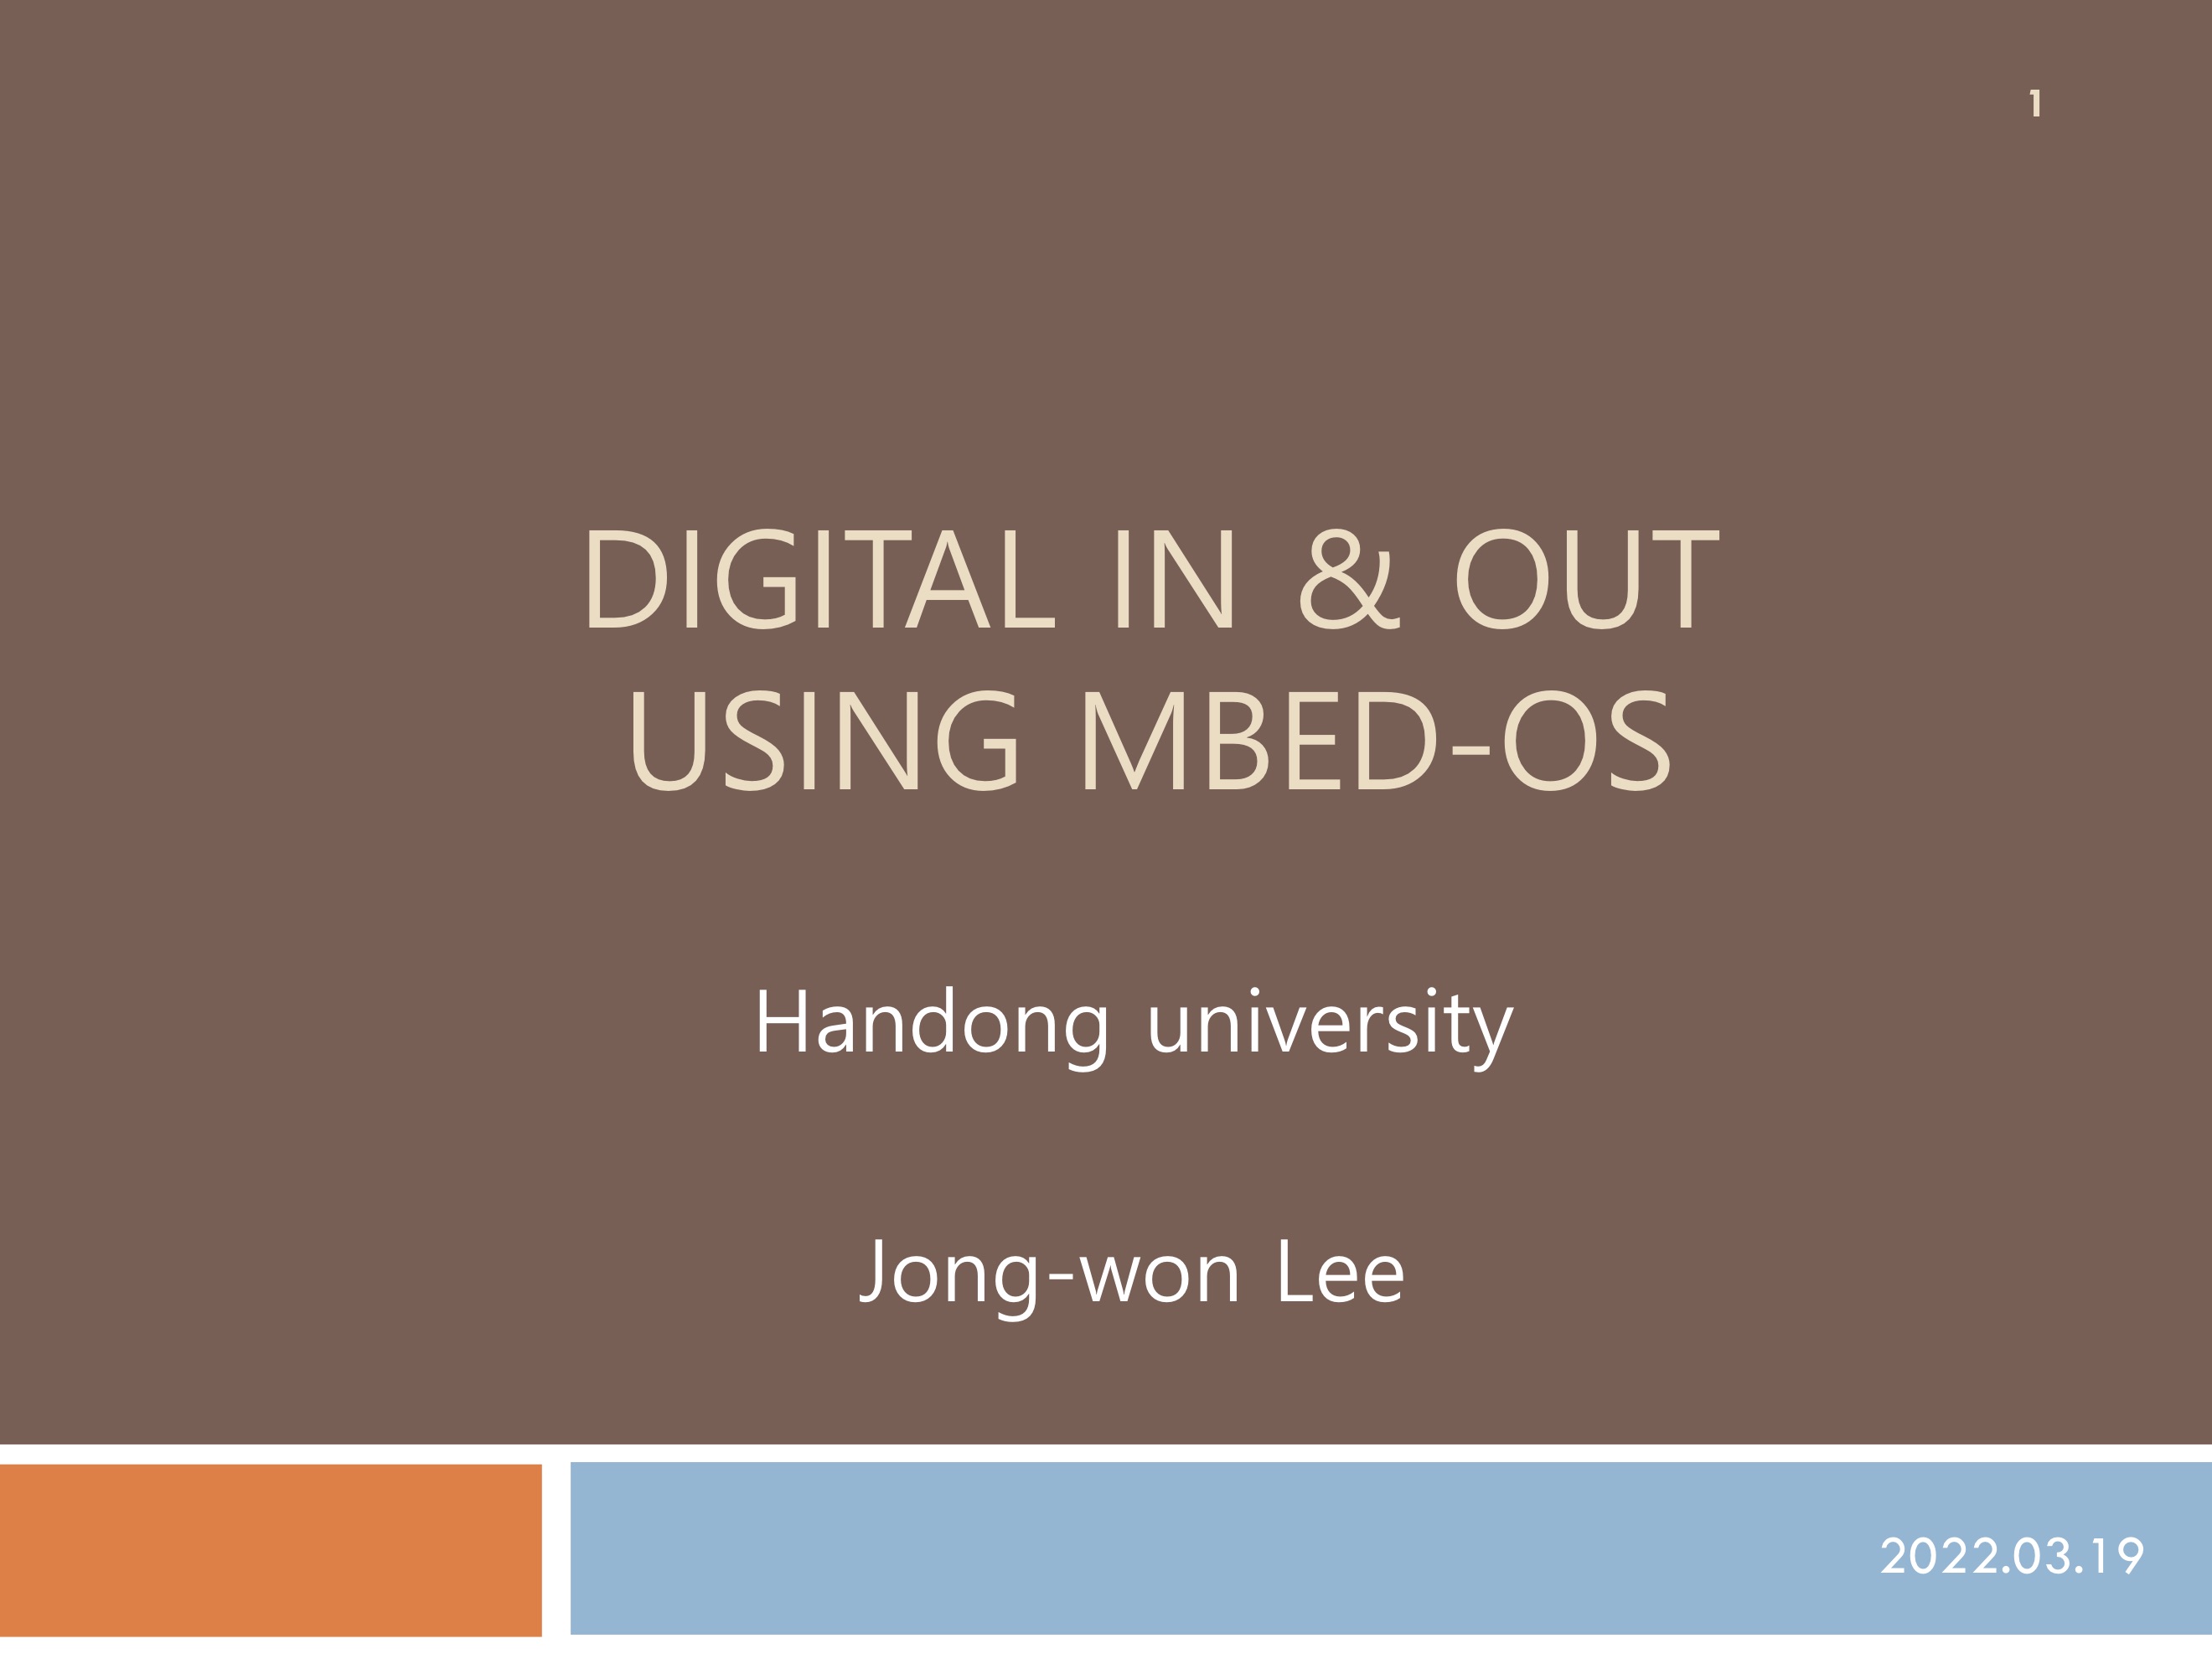 1
DIGITAL IN & OUT
USING MBED-OS
Handong university
Jong-won Lee
2022.03.19